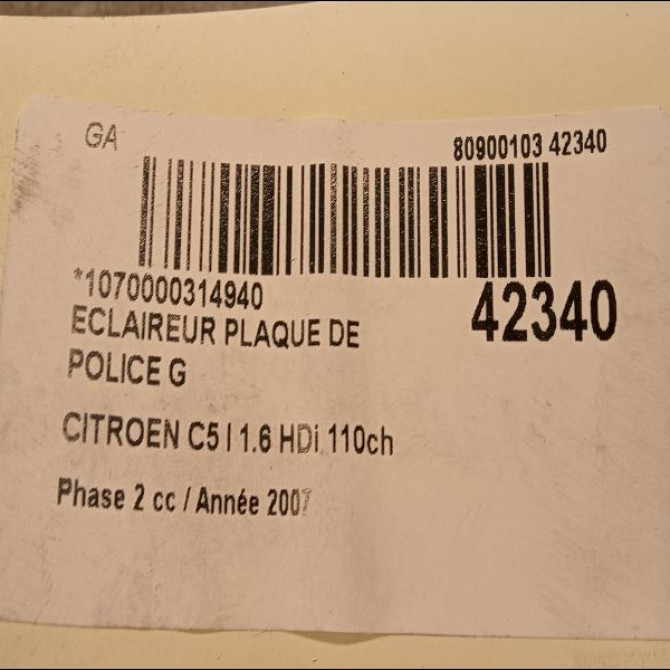 GA
80900103 42340
*1070000314940
42340
ECLAIREUR PLAQUE DE
POLICE G
CITROEN C5 I 1.6 HDi 110ch
Phase 2 cc / Année 2007